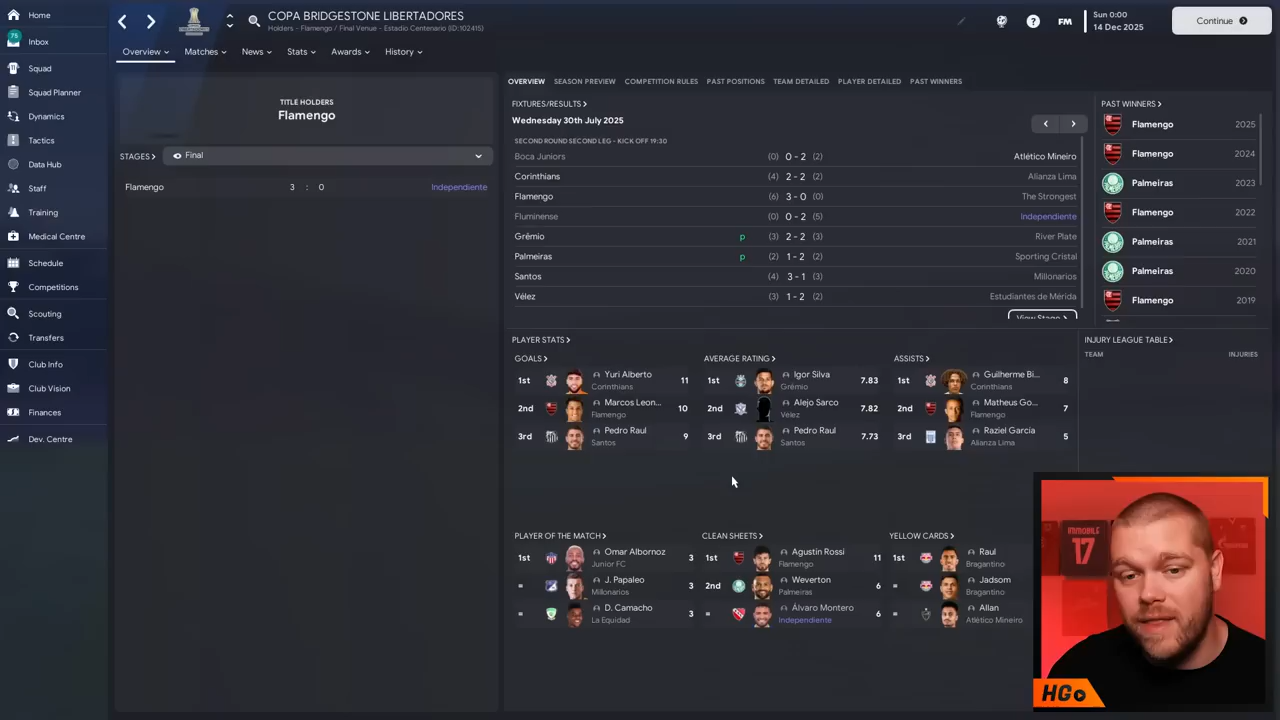 Home
75
Inbox
Squad
Squad Planner
Dynamics
Tactics
Data Hub
Staff
Training
Medical Centre
Schedule
Competitions
Scouting
Transfers
Club Info
Club Vision
Finances
Dev. Centre
COPA BRIDGESTONE LIBERTADORES
Holders - Flamengo / Final Venue - Estadio Centenario (ID:102415)
FM
Sun 0:00
14 Dec 2025
Continue
Overview
Matches
News
Stats
Awards
History
TITLE HOLDERS
Flamengo
STAGES
Final
Flamengo 3 : 0 Independiente
OVERVIEW SEASON PREVIEW COMPETITION RULES PAST POSITIONS TEAM DETAILED PLAYER DETAILED PAST WINNERS
FIXTURES/RESULTS
Wednesday 30th July 2025
SECOND ROUND SECOND LEG - KICK OFF 19:30
Boca Juniors (0) 0 - 2 (2) Atlético Mineiro
Corinthians (4) 2 - 2 (2) Alianza Lima
Flamengo (6) 3 - 0 (0) The Strongest
Fluminense (0) 0 - 2 (5) Independiente
Grêmio p (3) 2 - 2 (3) River Plate
Palmeiras p (2) 1 - 2 (2) Sporting Cristal
Santos (4) 3 - 1 (3) Millonarios
Vélez (3) 1 - 2 (2) Estudiantes de Mérida
View Stage
PAST WINNERS
Flamengo 2025
Flamengo 2024
Palmeiras 2023
Flamengo 2022
Palmeiras 2021
Palmeiras 2020
Flamengo 2019
PLAYER STATS
GOALS
1st Yuri Alberto 11
Corinthians
2nd Marcos Leon... 10
Flamengo
3rd Pedro Raul 9
Santos
AVERAGE RATING
1st Igor Silva 7.83
Grêmio
2nd Alejo Sarco 7.82
Vélez
3rd Pedro Raul 7.73
Santos
ASSISTS
1st Guilherme Bi... 8
Corinthians
2nd Matheus Go... 7
Flamengo
3rd Raziel García 5
Alianza Lima
INJURY LEAGUE TABLE
TEAM INJURIES
PLAYER OF THE MATCH
1st Omar Albornoz 3
Junior FC
= J. Papaleo 3
Millonarios
= D. Camacho 3
La Equidad
CLEAN SHEETS
1st Agustín Rossi 11
Flamengo
2nd Weverton 6
Palmeiras
= Álvaro Montero 6
Independiente
YELLOW CARDS
1st Raul
Bragantino
= Jadsom
Bragantino
= Allan
Atlético Mineiro
IMMOBILE
17
HG